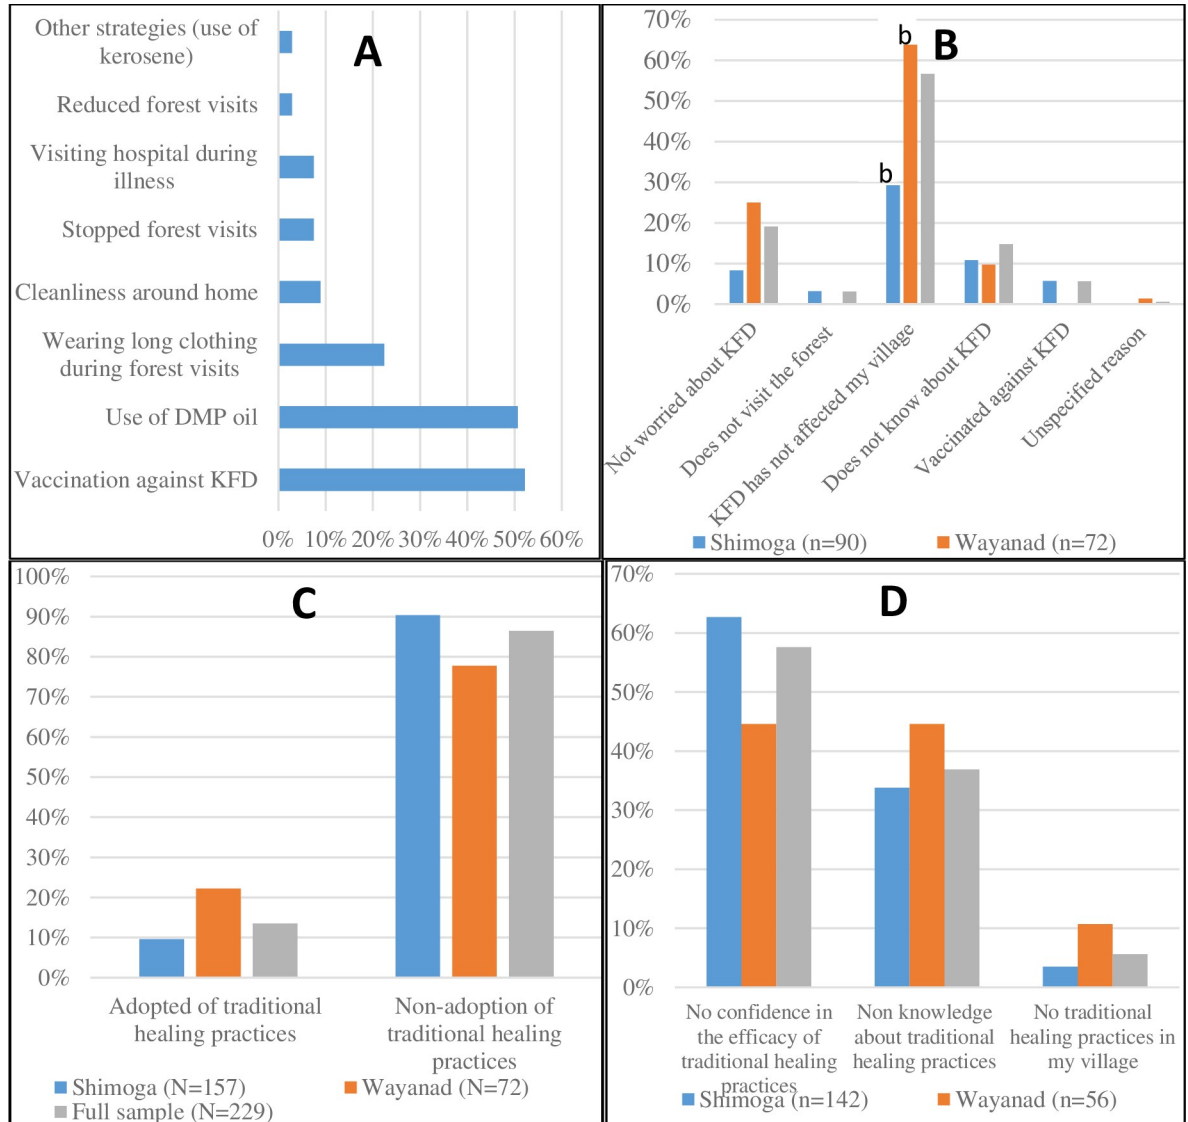 A
Other strategies (use of
kerosene)
Reduced forest visits
Visiting hospital during
illness
Stopped forest visits
Cleanliness around home
Wearing long clothing
during forest visits
Use of DMP oil
Vaccination against KFD
0% 10% 20% 30% 40% 50% 60%
B
70%
60%
50%
40%
30%
20%
10%
0%
b
b
Not worried about KFD
Does not visit the forest
KFD has not affected my village
Does not know about KFD
Vaccinated against KFD
Unspecified reason
Shimoga (n=90)
Wayanad (n=72)
C
100%
90%
80%
70%
60%
50%
40%
30%
20%
10%
0%
Adopted of traditional
healing practices
Non-adoption of
traditional healing
practices
Shimoga (N=157)
Wayanad (N=72)
Full sample (N=229)
D
70%
60%
50%
40%
30%
20%
10%
0%
No confidence in
the efficacy of
traditional healing
practices
Non knowledge
about traditional
healing practices
No traditional
healing practices in
my village
Shimoga (n=142)
Wayanad (n=56)